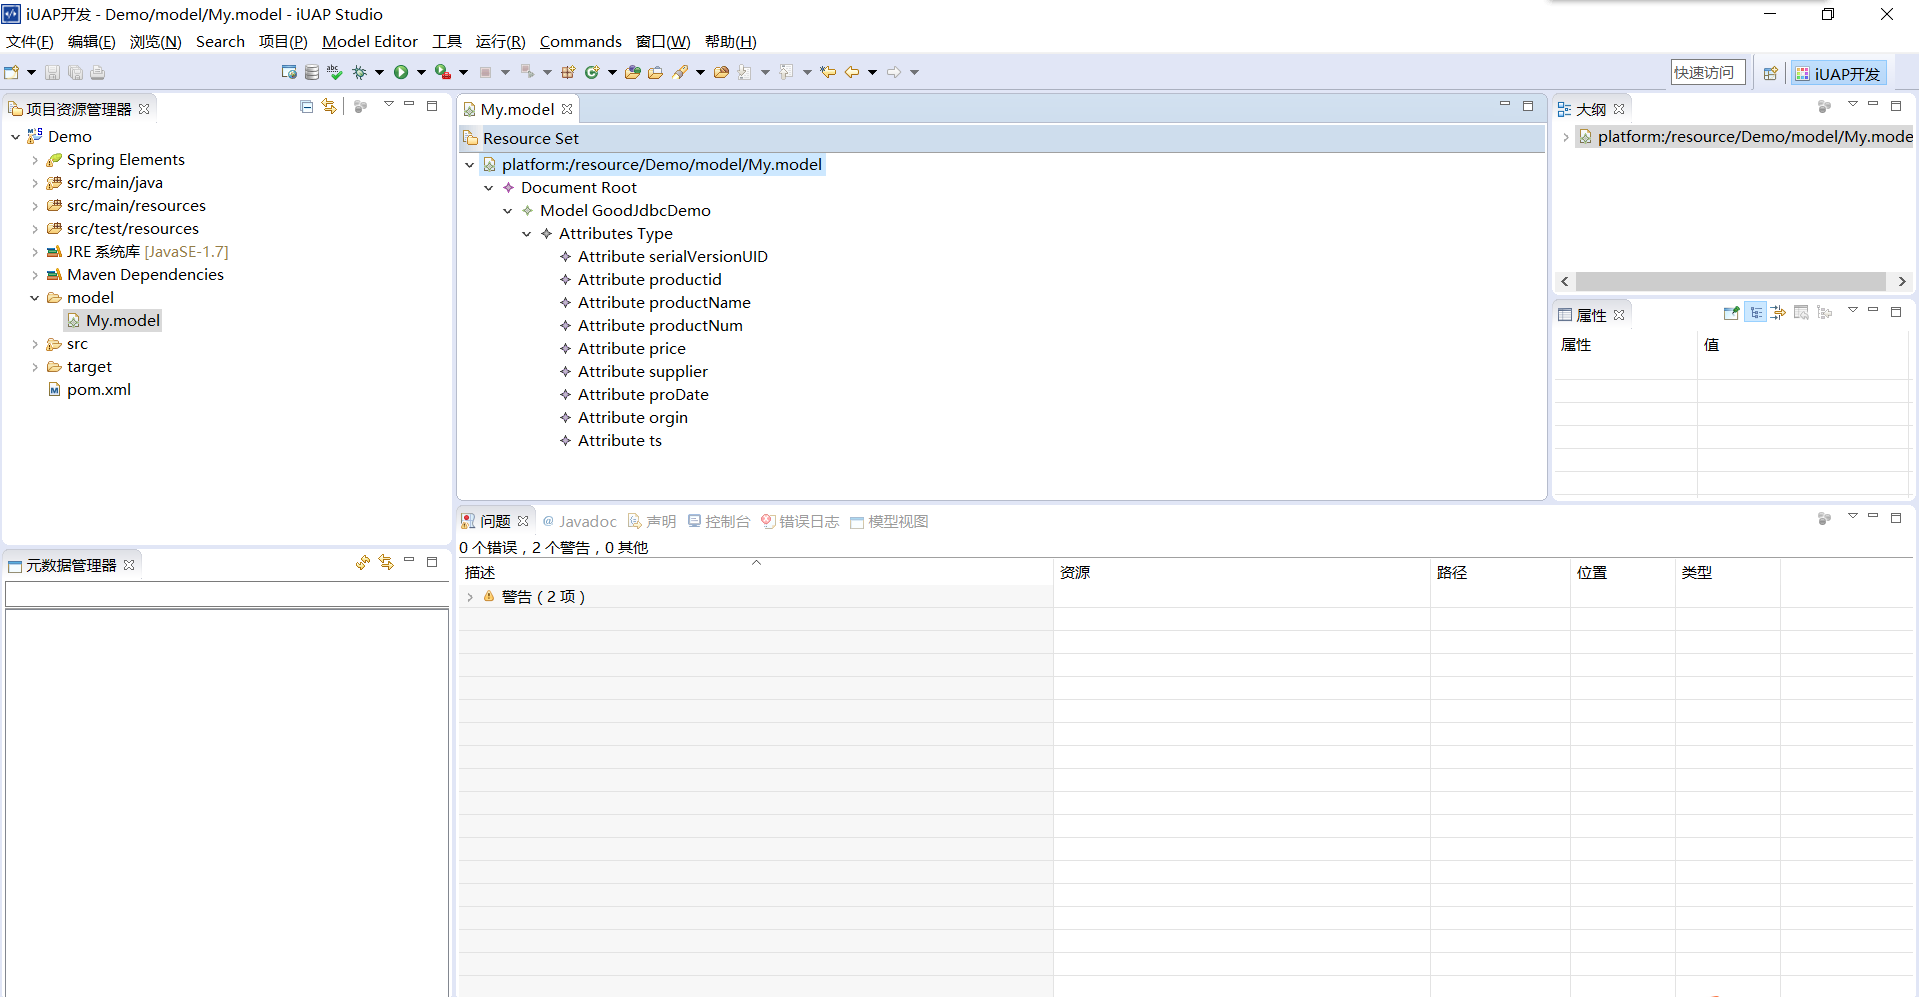 iUAP开发 - Demo/model/My.model - iUAP Studio
文件(F) 编辑(E) 浏览(N) Search 项目(P) Model Editor 工具 运行(R) Commands 窗口(W) 帮助(H)
快速访问 iUAP开发
项目资源管理器
Demo
Spring Elements
src/main/java
src/main/resources
src/test/resources
JRE 系统库 [JavaSE-1.7]
Maven Dependencies
model
My.model
src
target
pom.xml
元数据管理器
My.model
Resource Set
platform:/resource/Demo/model/My.model
Document Root
Model GoodJdbcDemo
Attributes Type
Attribute serialVersionUID
Attribute productid
Attribute productName
Attribute productNum
Attribute price
Attribute supplier
Attribute proDate
Attribute orgin
Attribute ts
大纲
platform:/resource/Demo/model/My.mode
属性
属性 值
问题 @ Javadoc 声明 控制台 错误日志 模型视图
0 个错误，2 个警告，0 其他
描述 资源 路径 位置 类型
警告（2 项）